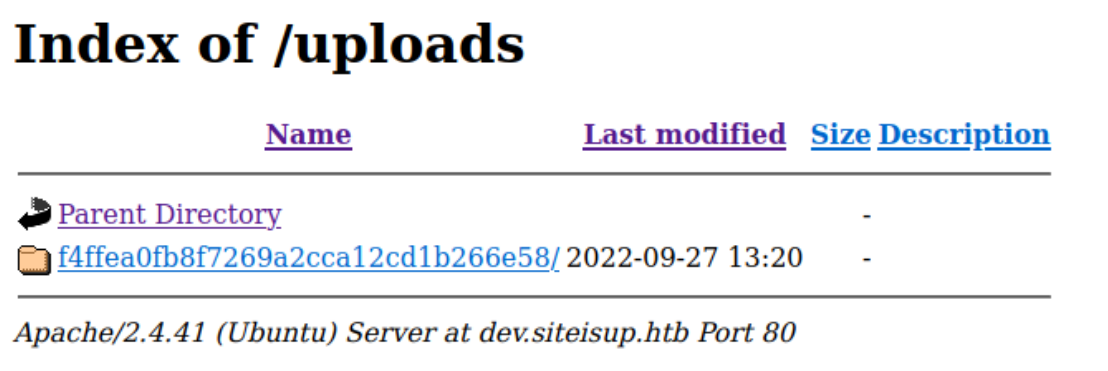 Index of /uploads
Name Last modified Size Description
Parent Directory -
f4ffea0fb8f7269a2cca12cd1b266e58/ 2022-09-27 13:20 -
Apache/2.4.41 (Ubuntu) Server at dev.siteisup.htb Port 80